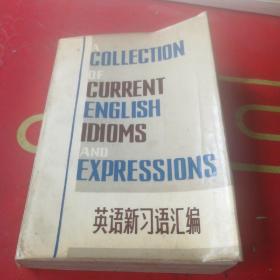 A
COLLECTION
OF
CURRENT
ENGLISH
IDIOMS
AND
EXPRESSIONS
英语新习语汇编